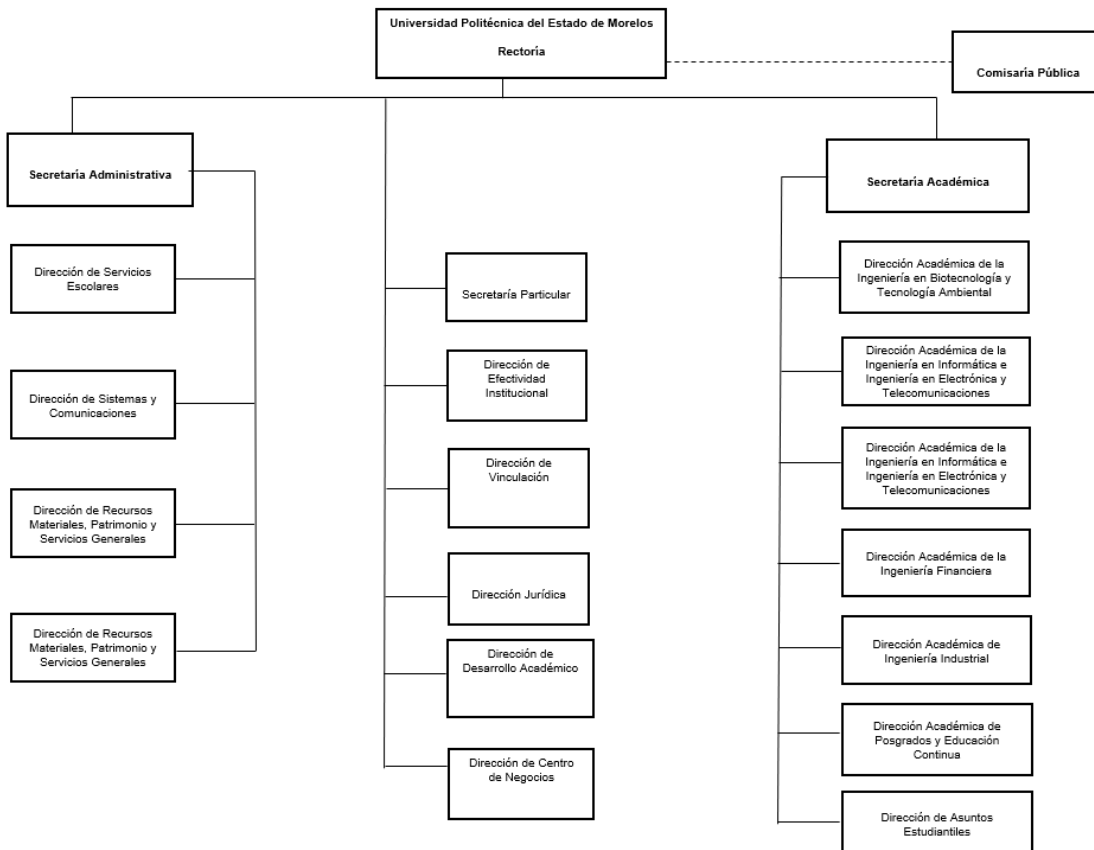 Universidad Politécnica del Estado de Morelos
Rectoría
Comisaría Pública
Secretaría Administrativa
Dirección de Servicios
Escolares
Dirección de Sistemas y
Comunicaciones
Dirección de Recursos
Materiales, Patrimonio y
Servicios Generales
Dirección de Recursos
Materiales, Patrimonio y
Servicios Generales
Secretaría Particular
Dirección de
Efectividad
Institucional
Dirección de
Vinculación
Dirección Jurídica
Dirección de
Desarrollo Académico
Dirección de Centro
de Negocios
Secretaría Académica
Dirección Académica de la
Ingeniería en Biotecnología y
Tecnología Ambiental
Dirección Académica de la
Ingeniería en Informática e
Ingeniería en Electrónica y
Telecomunicaciones
Dirección Académica de la
Ingeniería en Informática e
Ingeniería en Electrónica y
Telecomunicaciones
Dirección Académica de la
Ingeniería Financiera
Dirección Académica de
Ingeniería Industrial
Dirección Académica de
Posgrados y Educación
Continua
Dirección de Asuntos
Estudiantiles